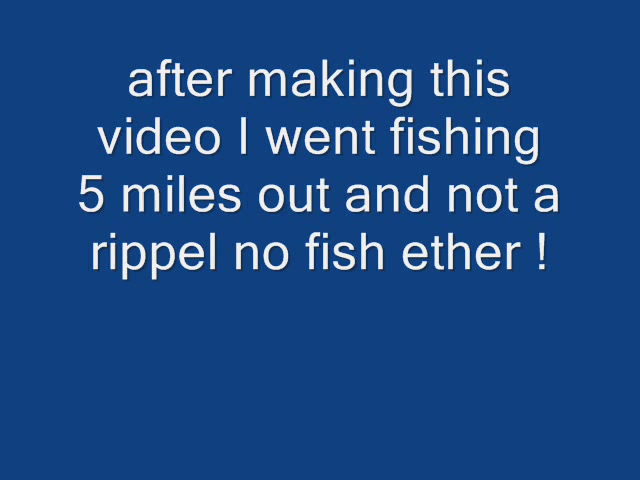 after making this
video I went fishing
5 miles out and not a
rippel no fish ether !